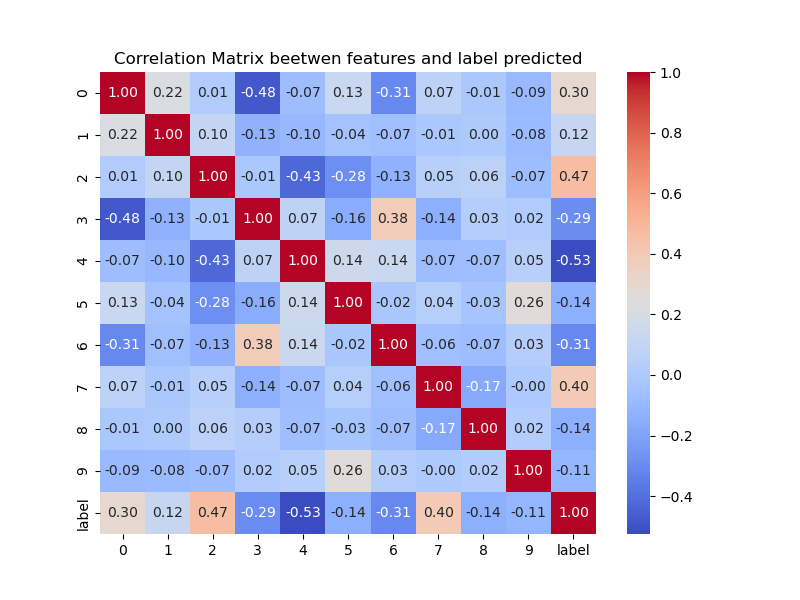 Correlation Matrix beetwen features and label predicted
0 1.00 0.22 0.01 -0.48 -0.07 0.13 -0.31 0.07 -0.01 -0.09 0.30
1 0.22 1.00 0.10 -0.13 -0.10 -0.04 -0.07 -0.01 0.00 -0.08 0.12
2 0.01 0.10 1.00 -0.01 -0.43 -0.28 -0.13 0.05 0.06 -0.07 0.47
3 -0.48 -0.13 -0.01 1.00 0.07 -0.16 0.38 -0.14 0.03 0.02 -0.29
4 -0.07 -0.10 -0.43 0.07 1.00 0.14 0.14 -0.07 -0.07 0.05 -0.53
5 0.13 -0.04 -0.28 -0.16 0.14 1.00 -0.02 0.04 -0.03 0.26 -0.14
6 -0.31 -0.07 -0.13 0.38 0.14 -0.02 1.00 -0.06 -0.07 0.03 -0.31
7 0.07 -0.01 0.05 -0.14 -0.07 0.04 -0.06 1.00 -0.17 -0.00 0.40
8 -0.01 0.00 0.06 0.03 -0.07 -0.03 -0.07 -0.17 1.00 0.02 -0.14
9 -0.09 -0.08 -0.07 0.02 0.05 0.26 0.03 -0.00 0.02 1.00 -0.11
label 0.30 0.12 0.47 -0.29 -0.53 -0.14 -0.31 0.40 -0.14 -0.11 1.00
0 1 2 3 4 5 6 7 8 9 label
1.0
0.8
0.6
0.4
0.2
0.0
−0.2
−0.4